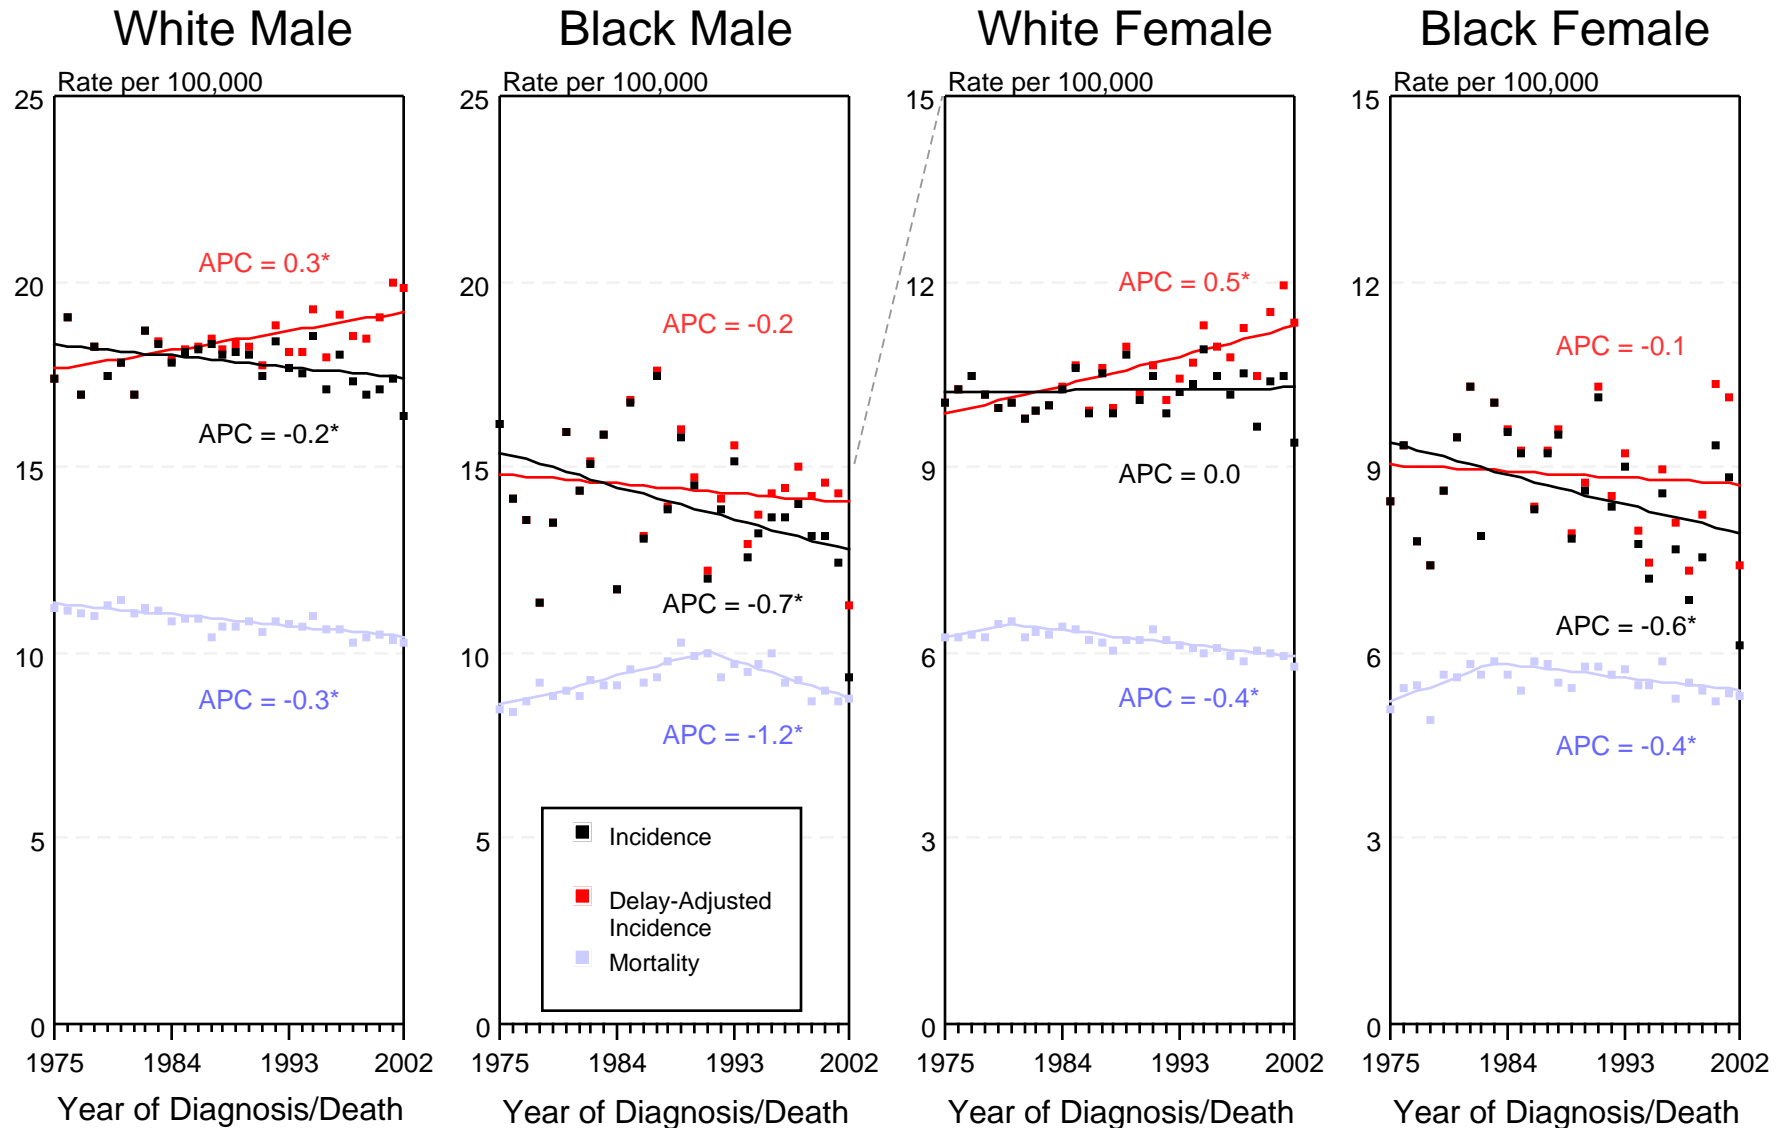 White Male
Rate per 100,000
25
20
15
10
5
0
APC = 0.3*
APC = -0.2*
APC = -0.3*
1975 1984 1993 2002
Year of Diagnosis/Death
Black Male
Rate per 100,000
25
20
15
10
5
0
APC = -0.2
APC = -0.7*
APC = -1.2*
Incidence
Delay-Adjusted
Incidence
Mortality
1975 1984 1993 2002
Year of Diagnosis/Death
White Female
Rate per 100,000
15
12
9
6
3
0
APC = 0.5*
APC = 0.0
APC = -0.4*
1975 1984 1993 2002
Year of Diagnosis/Death
Black Female
Rate per 100,000
15
12
9
6
3
0
APC = -0.1
APC = -0.6*
APC = -0.4*
1975 1984 1993 2002
Year of Diagnosis/Death